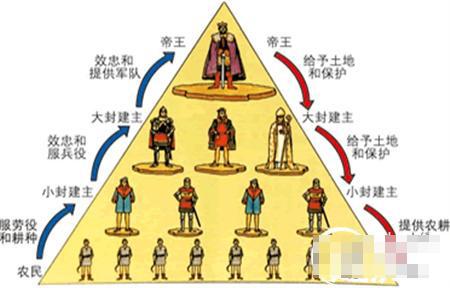 帝王
帝王
效忠和
提供军队
给予土地
和保护
大封建主
大封建主
效忠和
服兵役
给予土地
和保护
小封建主
小封建主
服劳役
和耕种
提供农耕
农民